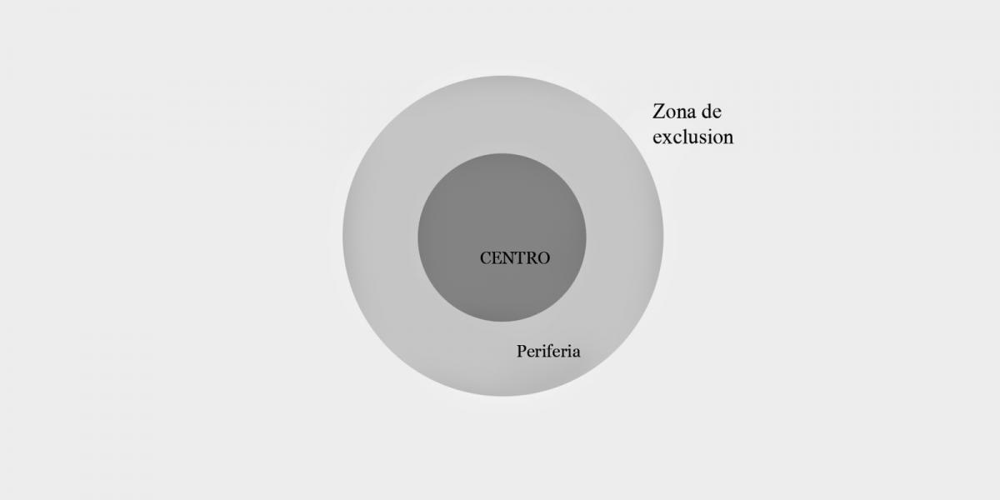 Zona de
exclusion
CENTRO
Periferia